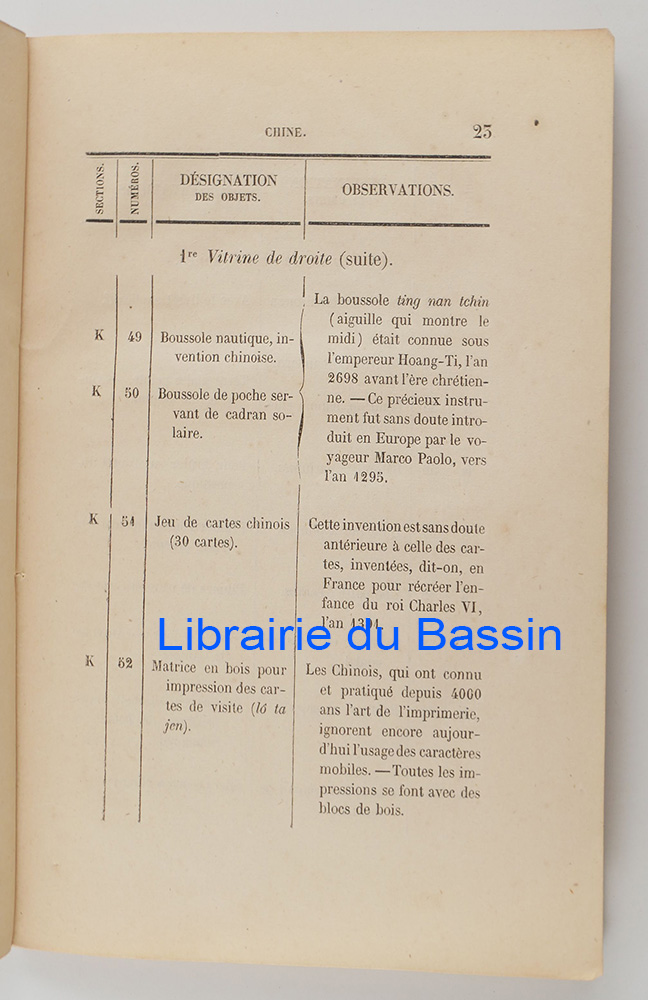 CHINE. 25
SECTIONS. NUMÉROS. DÉSIGNATION DES OBJETS. OBSERVATIONS.
1re Vitrine de droite (suite).
K 49 Boussole nautique, in-
vention chinoise.
K 50 Boussole de poche ser-
vant de cadran so-
laire.
La boussole ting nan tchin
(aiguille qui montre le
midi) était connue sous
l'empereur Hoang-Ti, l'an
2698 avant l'ère chrétien-
ne. — Ce précieux instru-
ment fut sans doute intro-
duit en Europe par le vo-
yageur Marco Paolo, vers
l'an 1295.
K 51 Jeu de cartes chinois
(30 cartes).
Cette invention est sans doute
antérieure à celle des car-
tes, inventées, dit-on, en
France pour récréer l'en-
fance du roi Charles VI,
l'an
Librairie du Bassin
K 52 Matrice en bois pour
impression des car-
tes de visite (ló ta
jen).
Les Chinois, qui ont connu
et pratiqué depuis 4000
ans l'art de l'imprimerie,
ignorent encore aujour-
d'hui l'usage des caractères
mobiles. — Toutes les im-
pressions se font avec des
blocs de bois.